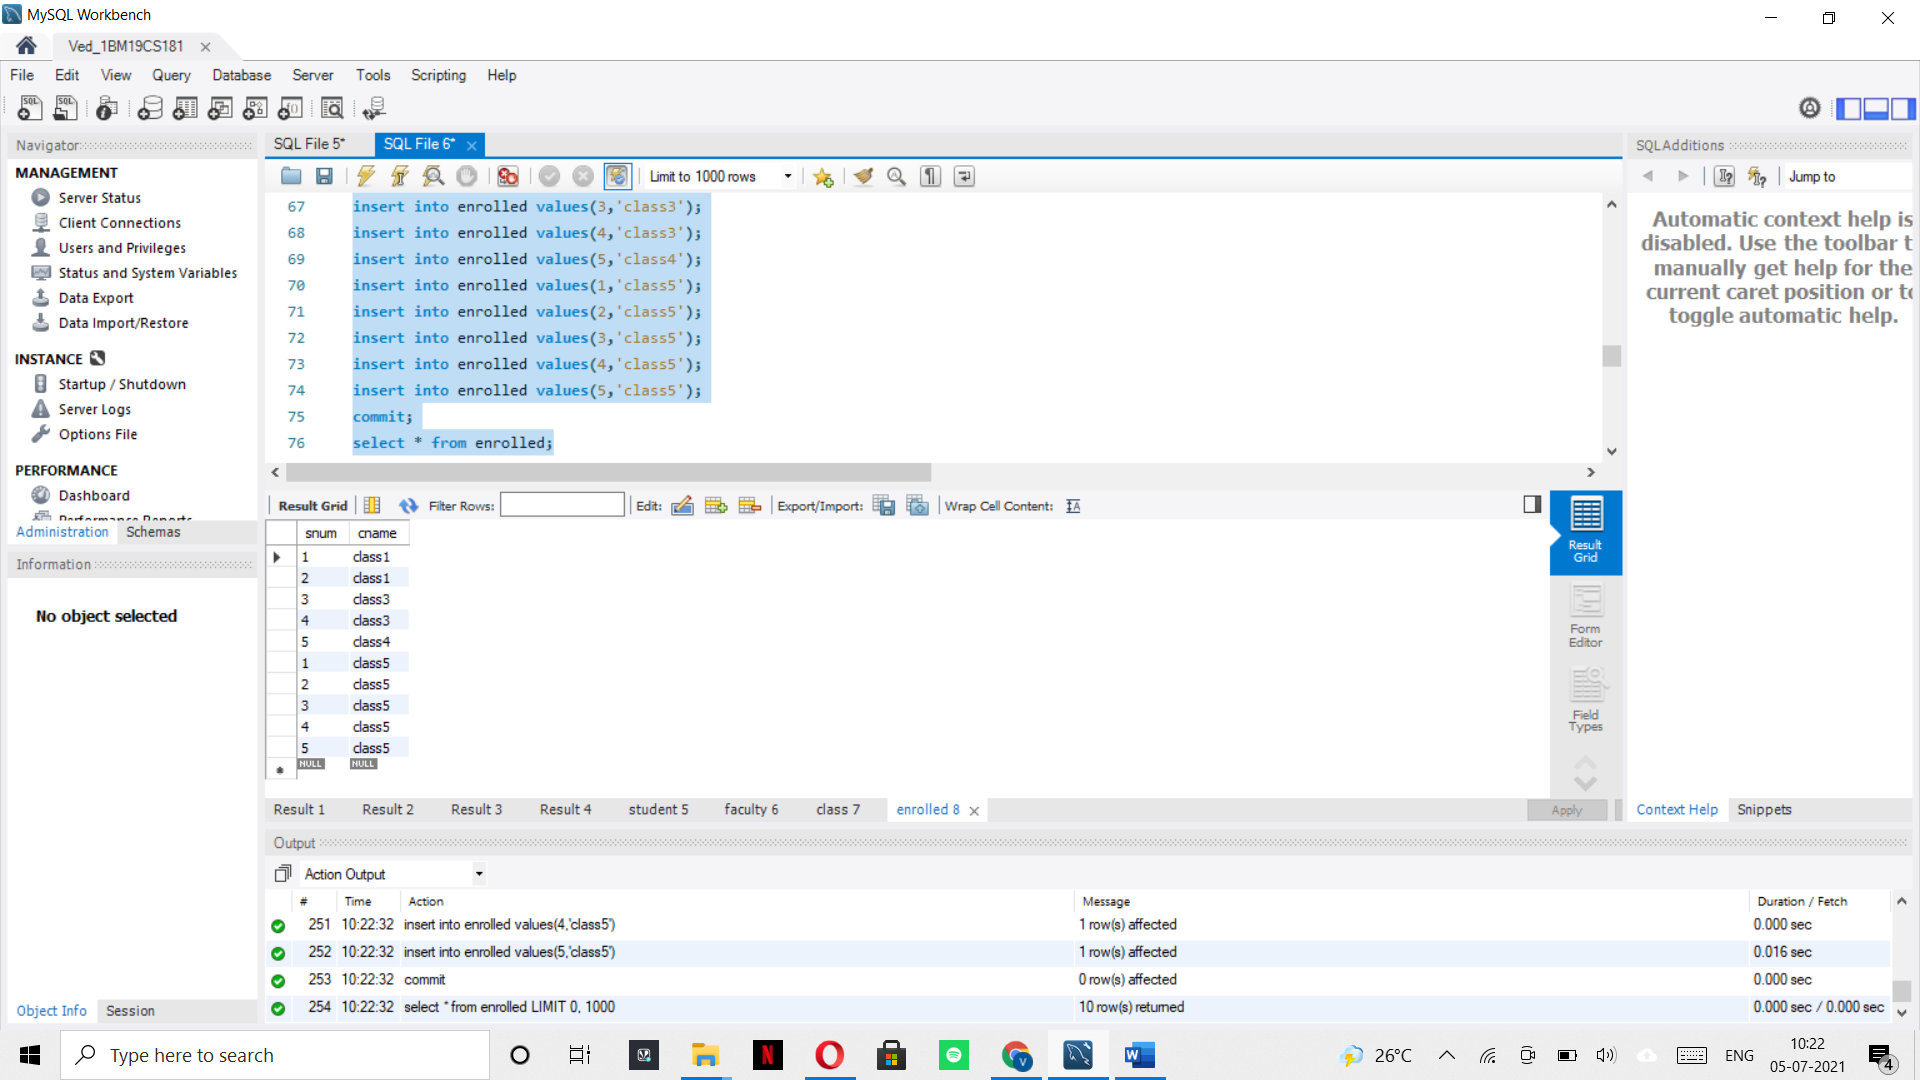 MySQL Workbench
Ved_1BM19CS181
File Edit View Query Database Server Tools Scripting Help
Navigator
MANAGEMENT
Server Status
Client Connections
Users and Privileges
Status and System Variables
Data Export
Data Import/Restore
INSTANCE
Startup / Shutdown
Server Logs
Options File
PERFORMANCE
Dashboard
Performance Reports
Administration Schemas
Information
No object selected
Object Info Session
SQL File 5* SQL File 6*
Limit to 1000 rows
67 insert into enrolled values(3,'class3');
68 insert into enrolled values(4,'class3');
69 insert into enrolled values(5,'class4');
70 insert into enrolled values(1,'class5');
71 insert into enrolled values(2,'class5');
72 insert into enrolled values(3,'class5');
73 insert into enrolled values(4,'class5');
74 insert into enrolled values(5,'class5');
75 commit;
76 select * from enrolled;
Result Grid Filter Rows: Edit: Export/Import: Wrap Cell Content:
snum cname
1 class1
2 class1
3 class3
4 class3
5 class4
1 class5
2 class5
3 class5
4 class5
5 class5
NULL NULL
Result Grid
Form Editor
Field Types
Result 1 Result 2 Result 3 Result 4 student 5 faculty 6 class 7 enrolled 8 Apply
SQLAdditions
Jump to
Automatic context help is
disabled. Use the toolbar t
manually get help for the
current caret position or to
toggle automatic help.
Context Help Snippets
Output
Action Output
# Time Action Message Duration / Fetch
251 10:22:32 insert into enrolled values(4,'class5') 1 row(s) affected 0.000 sec
252 10:22:32 insert into enrolled values(5,'class5') 1 row(s) affected 0.016 sec
253 10:22:32 commit 0 row(s) affected 0.000 sec
254 10:22:32 select * from enrolled LIMIT 0, 1000 10 row(s) returned 0.000 sec / 0.000 sec
Type here to search
26°C
ENG
10:22
05-07-2021
4